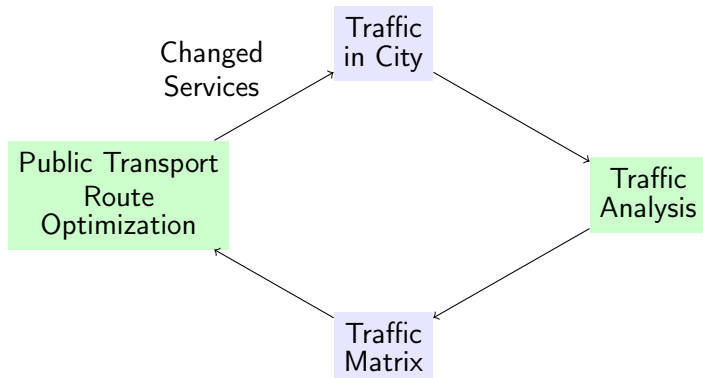 Traffic
in City
Changed
Services
Public Transport
Route
Optimization
Traffic
Analysis
Traffic
Matrix